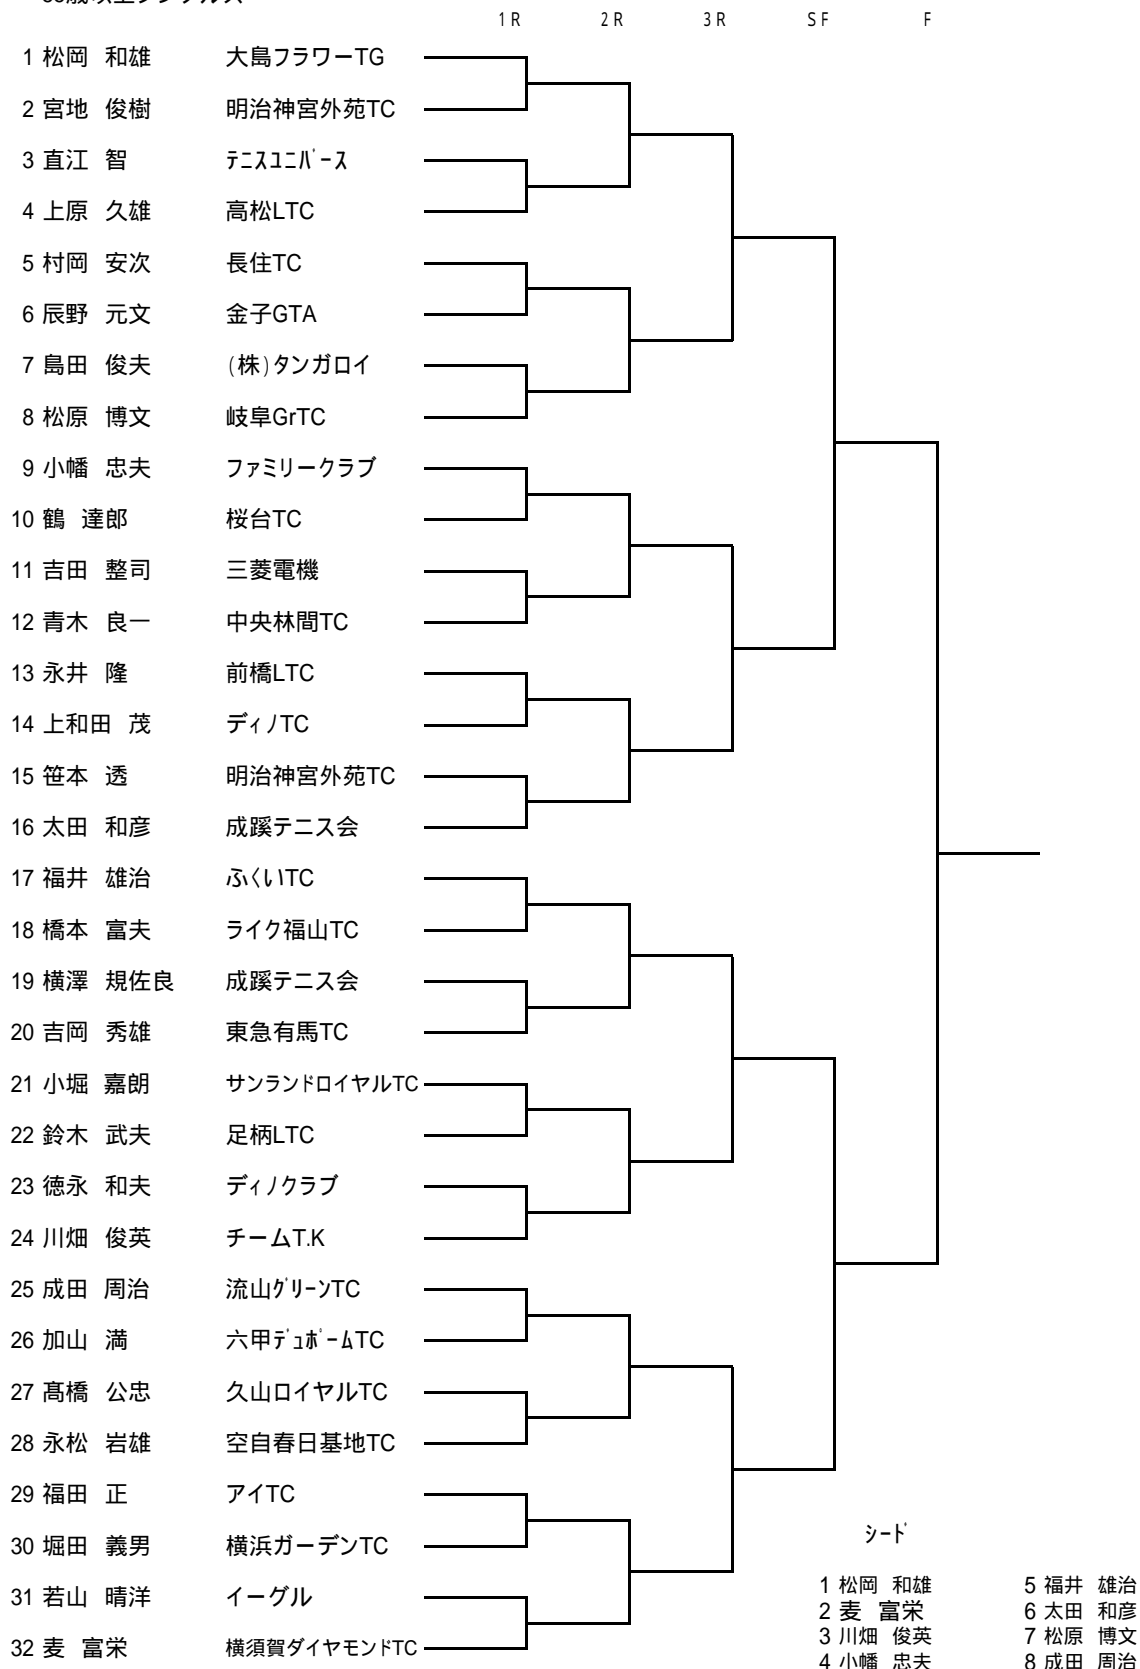 1R 2R 3R SF F
1 松岡 和雄 大島フラワーTG
2 宮地 俊樹 明治神宮外苑TC
3 直江 智 ﾃﾆｽﾕﾆﾊﾞｰｽ
4 上原 久雄 高松LTC
5 村岡 安次 長住TC
6 辰野 元文 金子GTA
7 島田 俊夫 (株)タンガロイ
8 松原 博文 岐阜GrTC
9 小幡 忠夫 ファミリークラブ
10 鶴 達郎 桜台TC
11 吉田 整司 三菱電機
12 青木 良一 中央林間TC
13 永井 隆 前橋LTC
14 上和田 茂 ディノTC
15 笹本 透 明治神宮外苑TC
16 太田 和彦 成蹊テニス会
17 福井 雄治 ふくいTC
18 橋本 富夫 ライク福山TC
19 横澤 規佐良 成蹊テニス会
20 吉岡 秀雄 東急有馬TC
21 小堀 嘉朗 サンランドロイヤルTC
22 鈴木 武夫 足柄LTC
23 徳永 和夫 ディノクラブ
24 川畑 俊英 チームT.K
25 成田 周治 流山ｸﾞﾘｰﾝTC
26 加山 満 六甲ﾃﾞｭﾎﾞｰﾑTC
27 髙橋 公忠 久山ロイヤルTC
28 永松 岩雄 空自春日基地TC
29 福田 正 アイTC
30 堀田 義男 横浜ガーデンTC
31 若山 晴洋 イーグル
32 麦 富栄 横須賀ダイヤモンドTC
ｼｰﾄﾞ
1 松岡 和雄 5 福井 雄治
2 麦 富栄 6 太田 和彦
3 川畑 俊英 7 松原 博文
4 小幡 忠夫 8 成田 周治